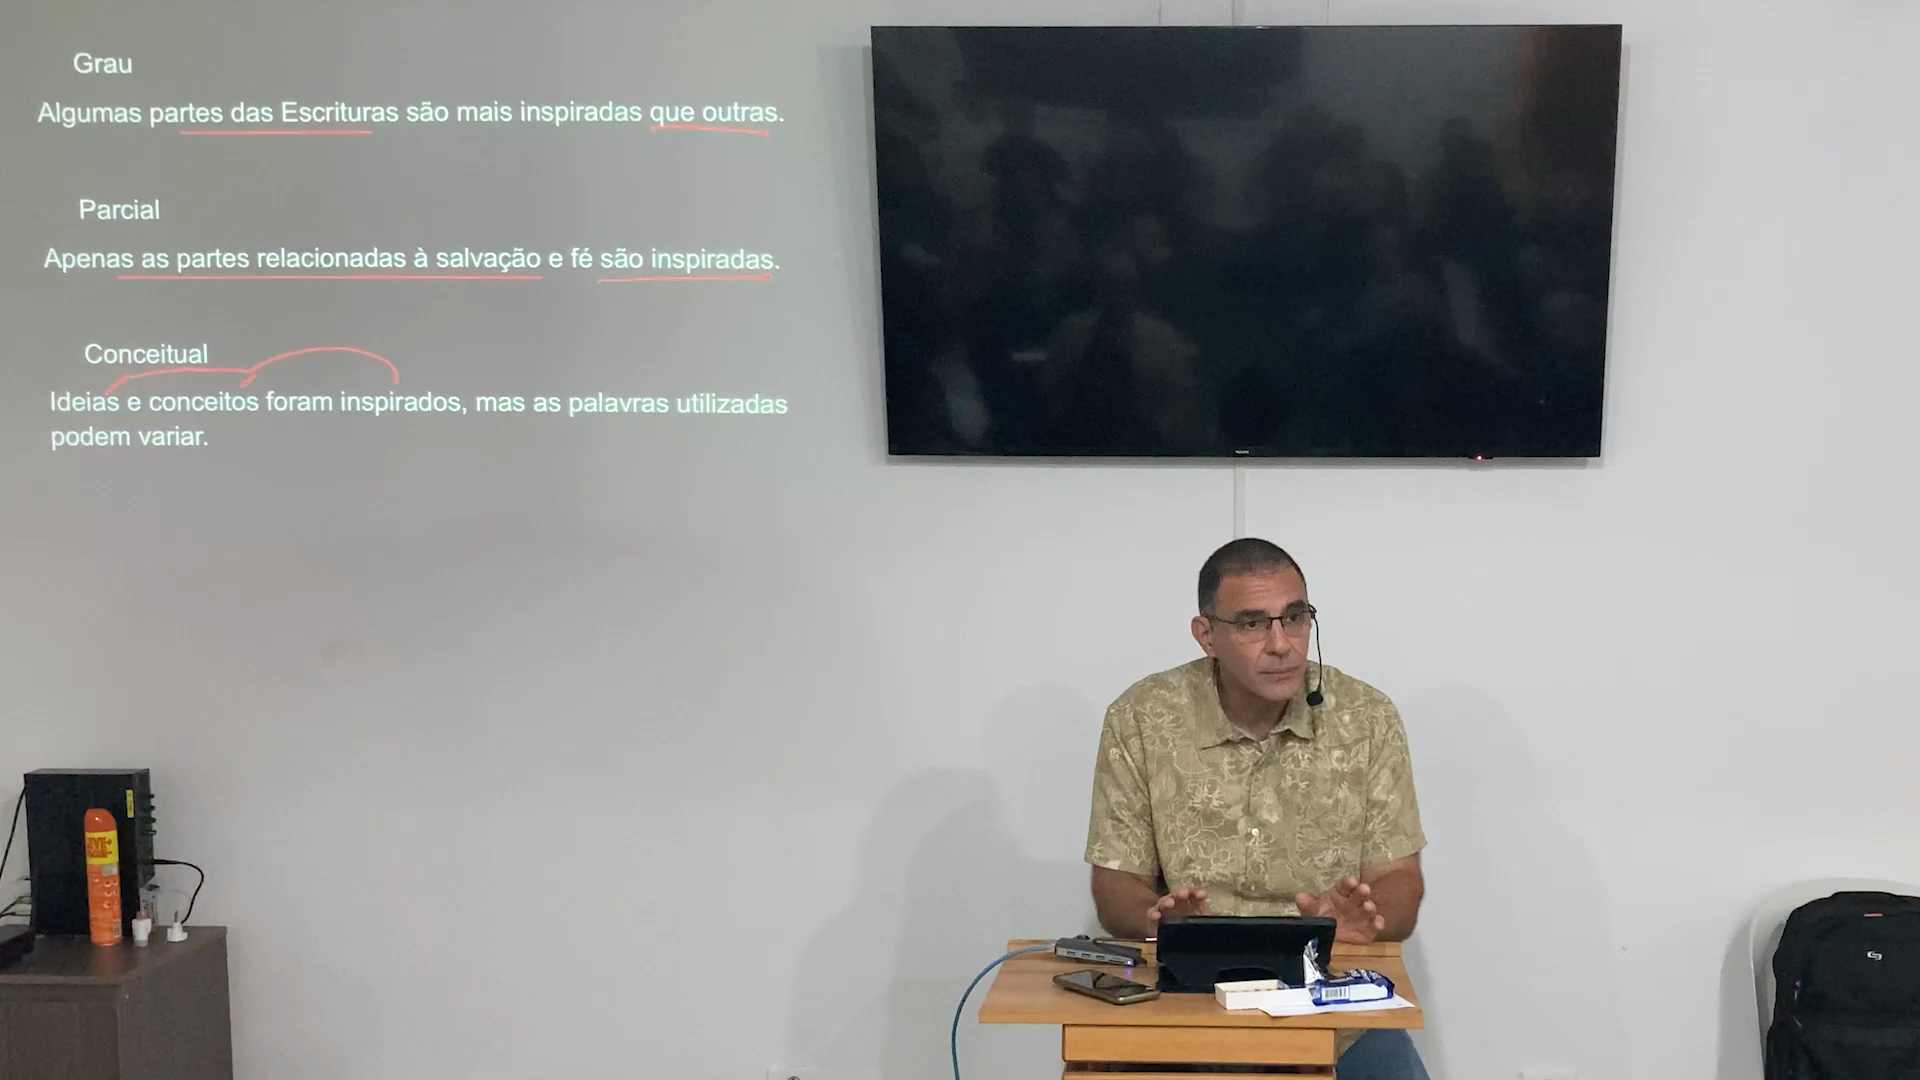 Grau
Algumas partes das Escrituras são mais inspiradas que outras.
Parcial
Apenas as partes relacionadas à salvação e fé são inspiradas.
Conceitual
Ideias e conceitos foram inspirados, mas as palavras utilizadas
podem variar.